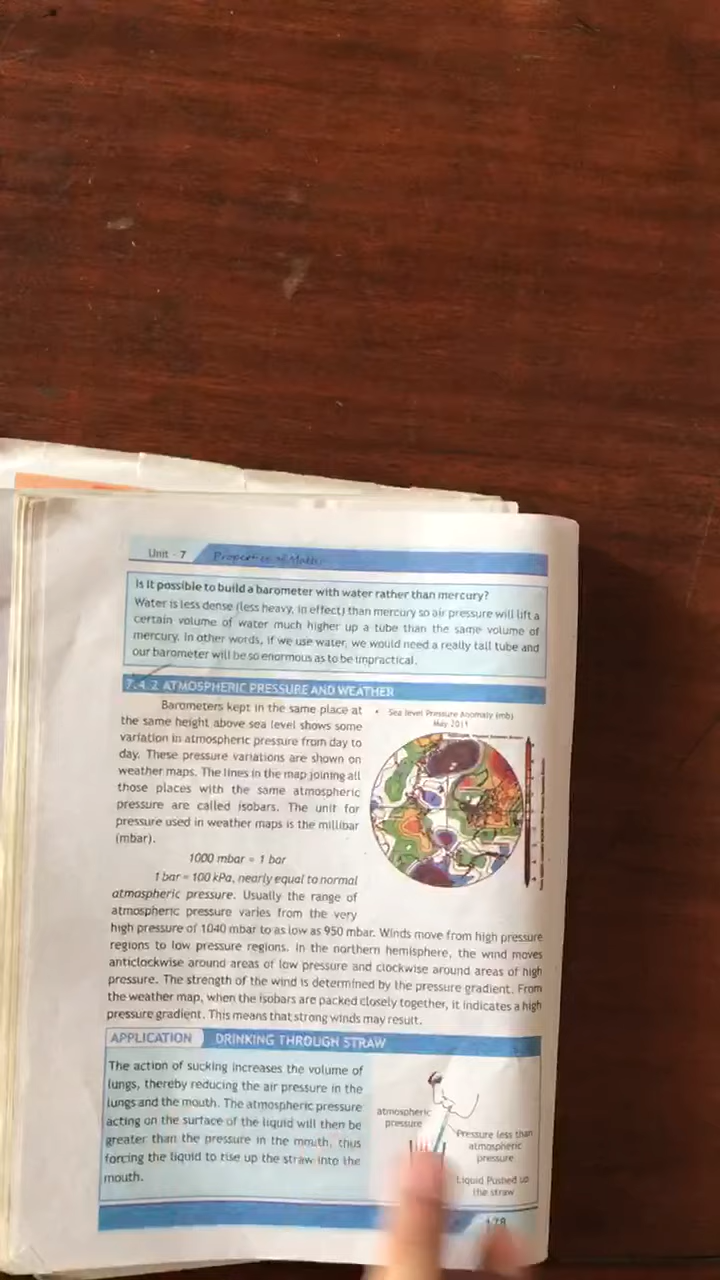 Unit - 7 Properties of Matter
Is it possible to build a barometer with water rather than mercury?
Water is less dense (less heavy, in effect) than mercury so air pressure will lift a
certain volume of water much higher up a tube than the same volume of
mercury. In other words, if we use water, we would need a really tall tube and
our barometer will be so enormous as to be impractical.
7.4.2 ATMOSPHERIC PRESSURE AND WEATHER
Barometers kept in the same place at
the same height above sea level shows some
variation in atmospheric pressure from day to
day. These pressure variations are shown on
weather maps. The lines in the map joining all
those places with the same atmospheric
pressure are called isobars. The unit for
pressure used in weather maps is the millibar
(mbar).
Sea level Pressure Anomaly (mb)
May 2011
1000 mbar = 1 bar
1 bar = 100 kPa, nearly equal to normal
atmospheric pressure. Usually the range of
atmospheric pressure varies from the very
high pressure of 1040 mbar to as low as 950 mbar. Winds move from high pressure
regions to low pressure regions. In the northern hemisphere, the wind moves
anticlockwise around areas of low pressure and clockwise around areas of high
pressure. The strength of the wind is determined by the pressure gradient. From
the weather map, when the isobars are packed closely together, it indicates a high
pressure gradient. This means that strong winds may result.
APPLICATION DRINKING THROUGH STRAW
The action of sucking increases the volume of
lungs, thereby reducing the air pressure in the
lungs and the mouth. The atmospheric pressure
acting on the surface of the liquid will then be
greater than the pressure in the mouth, thus
forcing the liquid to rise up the straw into the
mouth.
atmospheric
pressure
Pressure less than
atmospheric
pressure
Liquid Pushed up
the straw
178